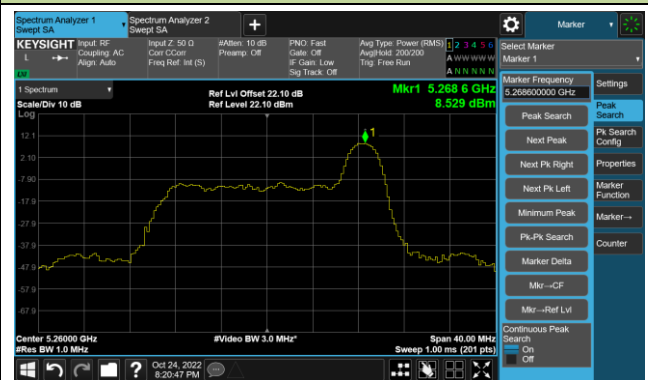 Spectrum Analyzer 1
Swept SA
Spectrum Analyzer 2
Swept SA
+
Marker
KEYSIGHT
L
Input: RF
Coupling: AC
Align: Auto
Input Z: 50 Ω
Corr CCorr
Freq Ref: Int (S)
#Atten: 10 dB
Preamp: Off
PNO: Fast
Gate: Off
IF Gain: Low
Sig Track: Off
Avg Type: Power (RMS)
Avg|Hold: 200/200
Trig: Free Run
1 2 3 4 5 6
A W W W W W
A N N N N N
Select Marker
Marker 1
1 Spectrum
Scale/Div 10 dB
Log
Ref Lvl Offset 22.10 dB
Ref Level 22.10 dBm
Mkr1 5.268 6 GHz
8.529 dBm
12.1
2.10
-7.90
-17.9
-27.9
-37.9
-47.9
-57.9
-67.9
1
Center 5.26000 GHz
#Res BW 1.0 MHz
#Video BW 3.0 MHz*
Span 40.00 MHz
Sweep 1.00 ms (201 pts)
Marker Frequency
5.268600000 GHz
Peak Search
Next Peak
Next Pk Right
Next Pk Left
Minimum Peak
Pk-Pk Search
Marker Delta
Mkr→CF
Mkr→Ref Lvl
Continuous Peak
Search
On
Off
Settings
Peak
Search
Pk Search
Config
Properties
Marker
Function
Marker→
Counter
?
Oct 24, 2022
8:20:47 PM